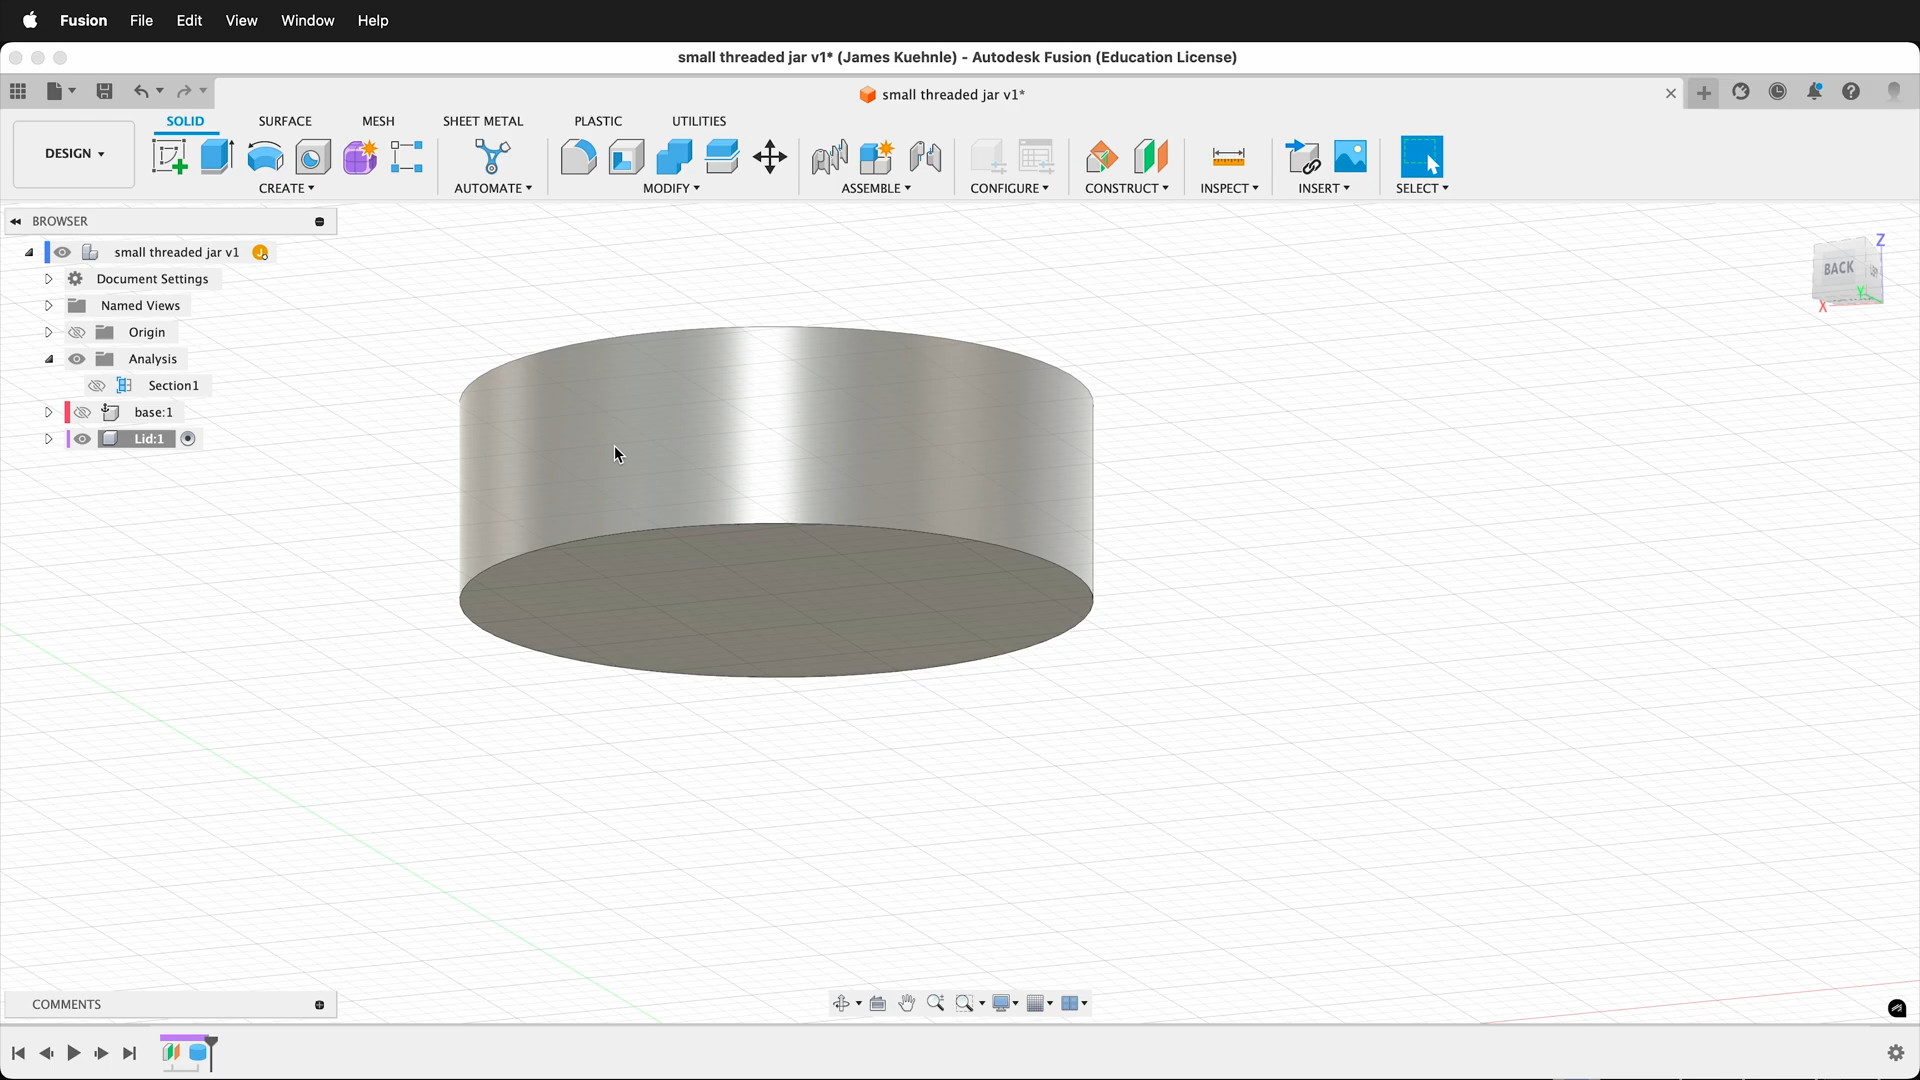 Fusion File Edit View Window Help
small threaded jar v1* (James Kuehnle) - Autodesk Fusion (Education License)
small threaded jar v1*
SOLID SURFACE MESH SHEET METAL PLASTIC UTILITIES
DESIGN
CREATE AUTOMATE MODIFY ASSEMBLE CONFIGURE CONSTRUCT INSPECT INSERT SELECT
BROWSER
small threaded jar v1
Document Settings
Named Views
Origin
Analysis
Section1
base:1
Lid:1
Z
BACK
Y
X
COMMENTS